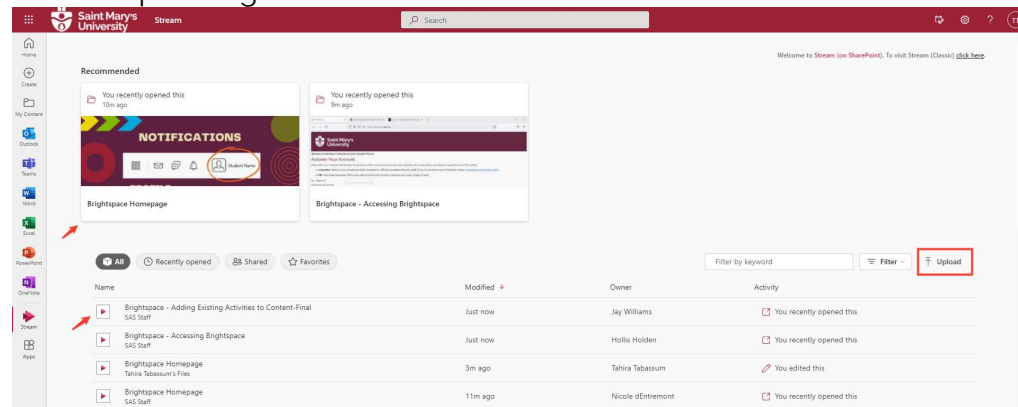 Saint Mary's
University
Stream
Search
Home
Create
My Content
Outlook
Teams
Word
Excel
PowerPoint
OneNote
Stream
Apps
Welcome to Stream (on SharePoint). To visit Stream (Classic) click here.
Recommended
You recently opened this
10m ago
NOTIFICATIONS
Student Name
Brightspace Homepage
You recently opened this
9m ago
Saint Mary's
University
Activate Your Account
Brightspace - Accessing Brightspace
All
Recently opened
Shared
Favorites
Filter by keyword
Filter
Upload
Name Modified Owner Activity
Brightspace - Adding Existing Activities to Content-Final
SAS Staff
Just now Jay Williams You recently opened this
Brightspace - Accessing Brightspace
SAS Staff
Just now Hollis Holden You recently opened this
Brightspace Homepage
Tahira Tabassum's Files
3m ago Tahira Tabassum You edited this
Brightspace Homepage
SAS Staff
11m ago Nicole dEntremont You recently opened this